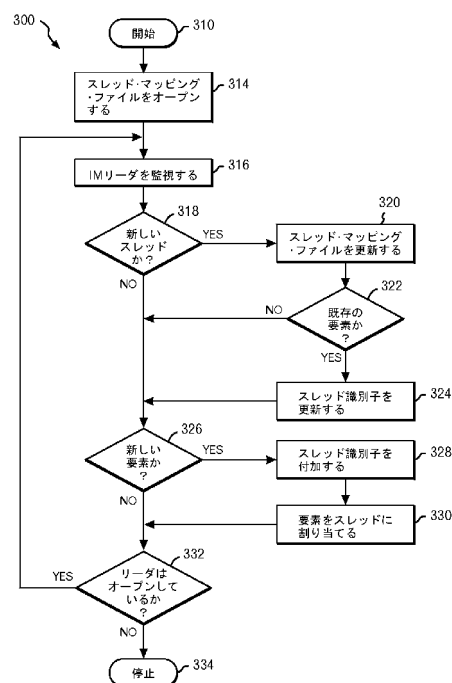 300
開始
310
スレッド・マッピング
・ファイルをオープン
する
314
IMリーダを監視する
316
318
新しい
スレッド
か?
YES
NO
320
スレッド・マッピング
・ファイルを更新する
322
既存の
要素か
?
NO
YES
スレッド識別子を
更新する
324
326
新しい
要素か
?
YES
NO
スレッド識別子を
付加する
328
要素をスレッドに
割り当てる
330
332
リーダは
オープンして
いるか
?
YES
NO
停止
334